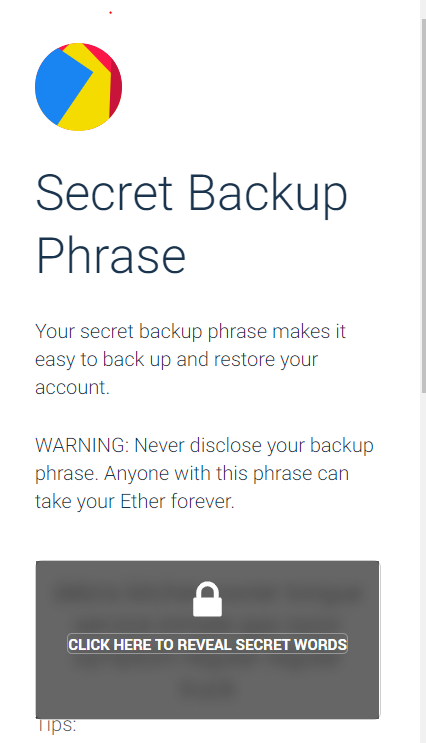 Secret Backup
Phrase
Your secret backup phrase makes it
easy to back up and restore your
account.
WARNING: Never disclose your backup
phrase. Anyone with this phrase can
take your Ether forever.
CLICK HERE TO REVEAL SECRET WORDS
Tips: